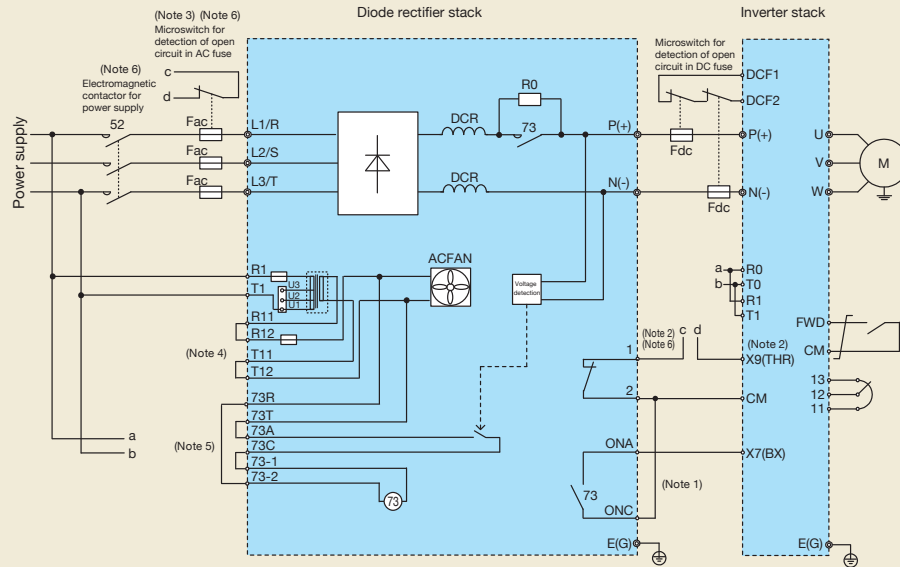 Diode rectifier stack
Inverter stack
(Note 3) (Note 6)
Microswitch for
detection of open
circuit in AC fuse
c
d
(Note 6)
Electromagnetic
contactor for
power supply
52
Power supply
Fac
Fac
Fac
L1/R
L2/S
L3/T
DCR
DCR
R0
73
P(+)
N(-)
Microswitch for
detection of open
circuit in DC fuse
Fdc
Fdc
DCF1
DCF2
P(+)
N(-)
U
V
W
M
R1
T1
U3
U2
U1
R11
R12
T11
T12
(Note 4)
ACFAN
Voltage
detection
73R
73T
73A
73C
73-1
73-2
(Note 5)
73
a
b
1
2
(Note 2)
(Note 6)
c d
ONA
73
ONC
(Note 1)
E(G)
a
b
R0
T0
R1
T1
(Note 2)
X9(THR)
CM
X7(BX)
FWD
CM
13
12
11
E(G)